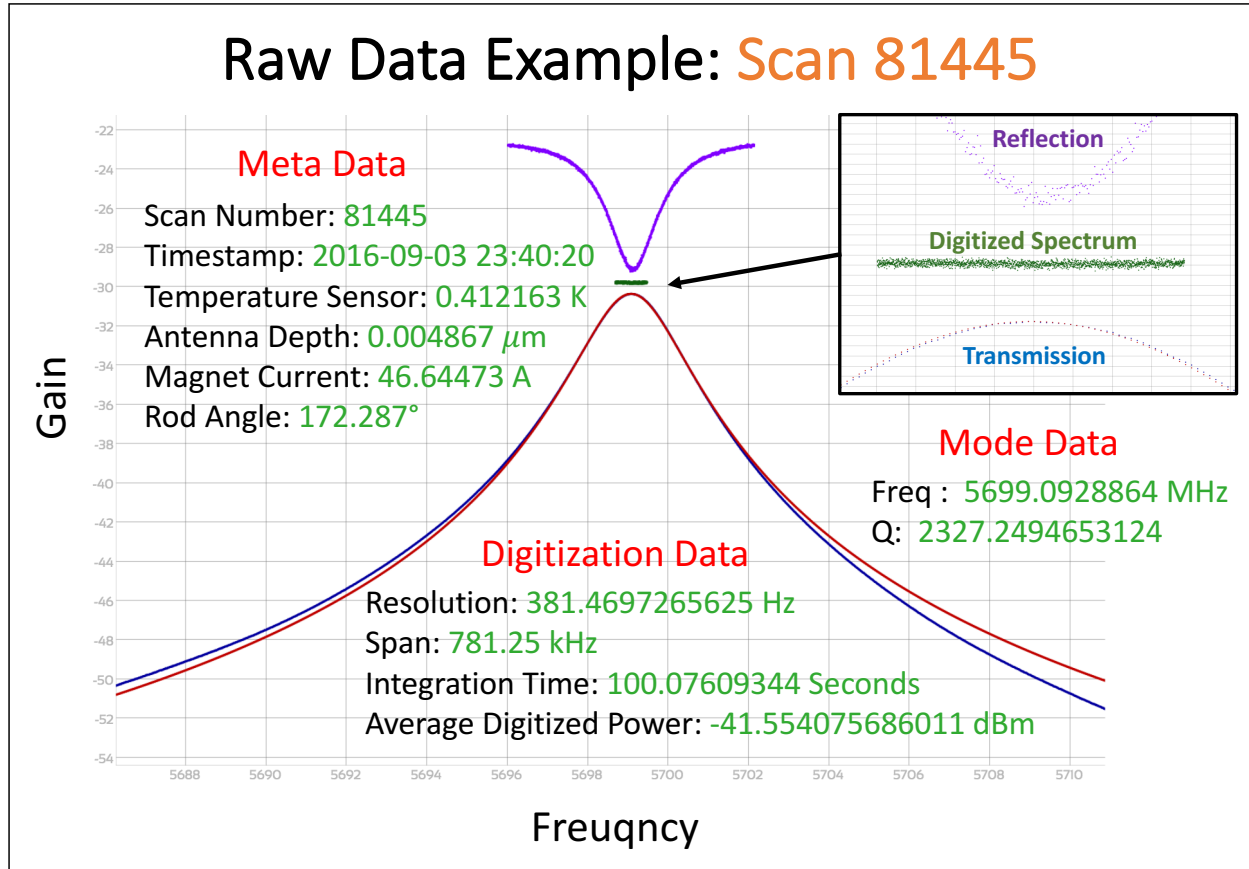 Raw Data Example: Scan 81445
-22
-24
-26
-28
-30
-32
-34
-36
-38
-40
-42
-44
-46
-48
-50
-52
-54
Gain
Meta Data
Scan Number: 81445
Timestamp: 2016-09-03 23:40:20
Temperature Sensor: 0.412163 K
Antenna Depth: 0.004867 μm
Magnet Current: 46.64473 A
Rod Angle: 172.287°
Reflection
Digitized Spectrum
Transmission
Mode Data
Freq : 5699.0928864 MHz
Q: 2327.2494653124
Digitization Data
Resolution: 381.4697265625 Hz
Span: 781.25 kHz
Integration Time: 100.07609344 Seconds
Average Digitized Power: -41.554075686011 dBm
5688 5690 5692 5694 5696 5698 5700 5702 5704 5706 5708 5710
Freuqncy